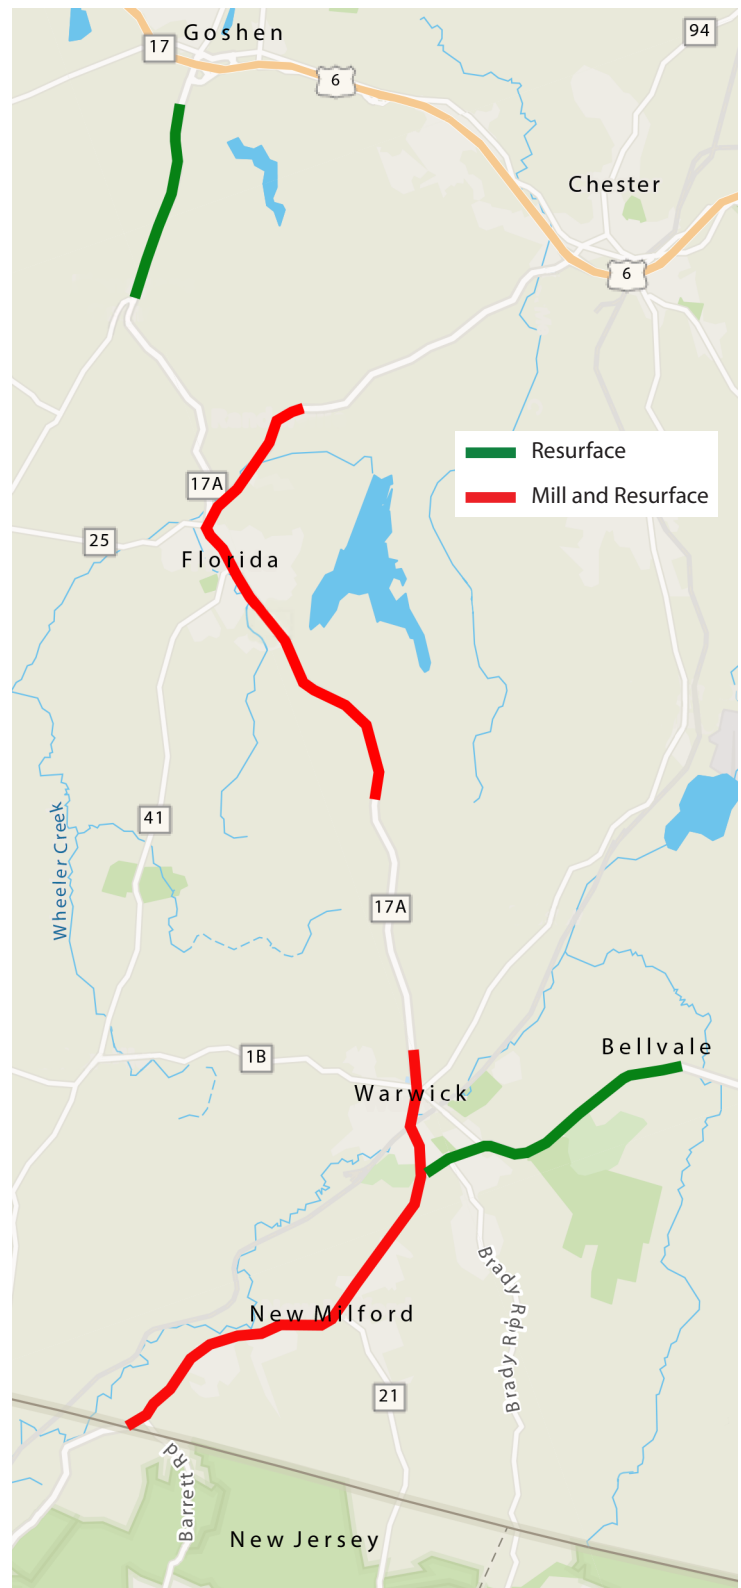 Goshen
94
17
6
Chester
6
Resurface
17A
Mill and Resurface
25
Florida
41
Wheeler Creek
17A
Bellvale
1B
Warwick
Brady Rd
New Milford
Brady Rd
21
Barrett Rd
New Jersey